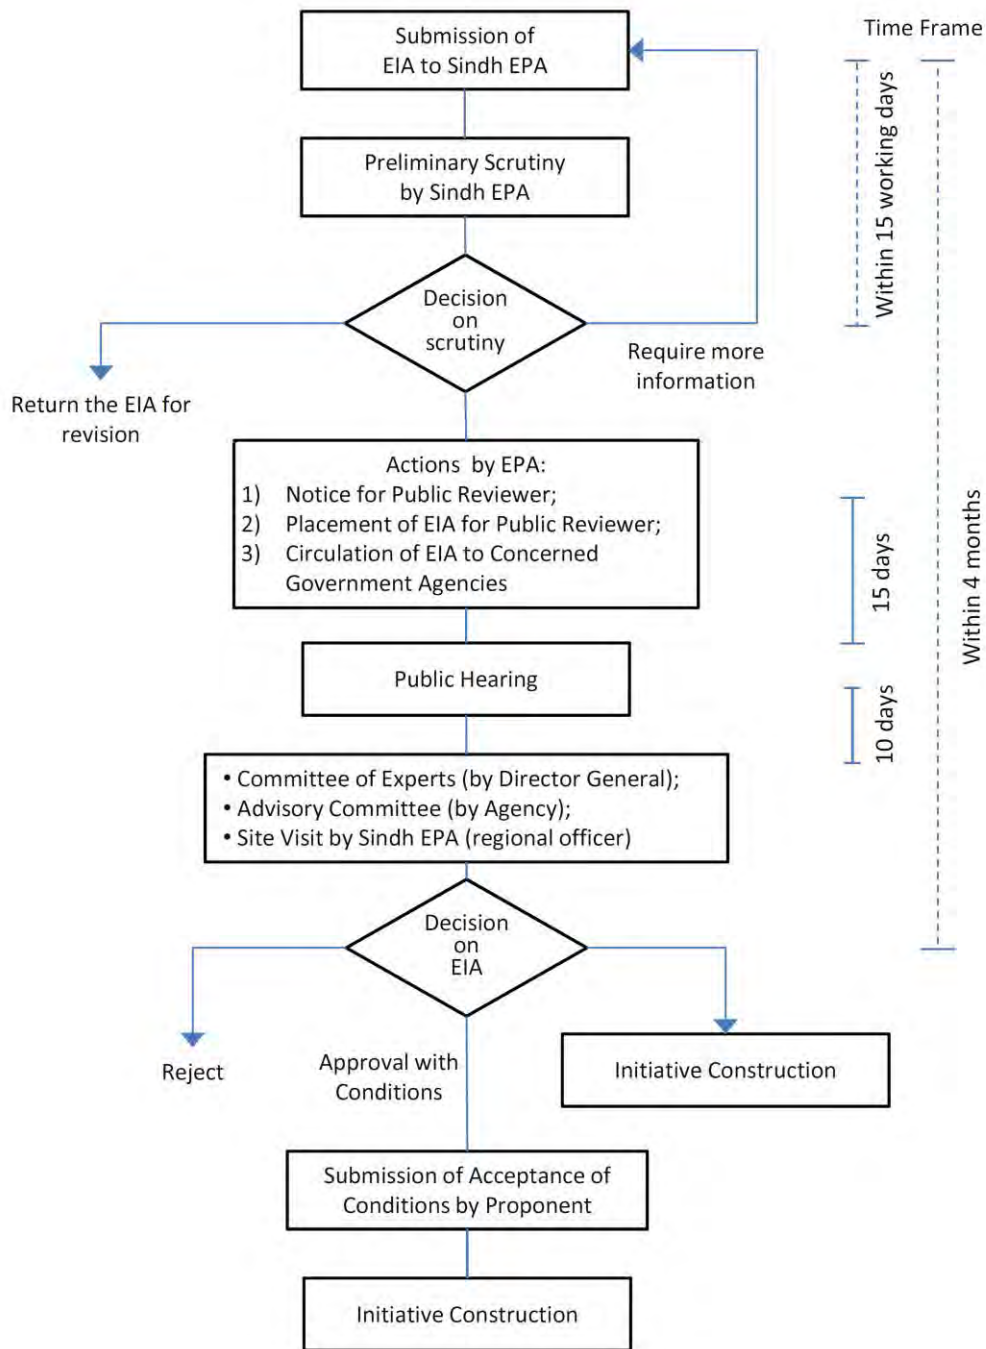 Submission of
EIA to Sindh EPA
Time Frame
Preliminary Scrutiny
by Sindh EPA
Within 15 working days
Decision
on
scrutiny
Require more
information
Return the EIA for
revision
Actions by EPA:
1) Notice for Public Reviewer;
2) Placement of EIA for Public Reviewer;
3) Circulation of EIA to Concerned
Government Agencies
15 days
Within 4 months
Public Hearing
10 days
• Committee of Experts (by Director General);
• Advisory Committee (by Agency);
• Site Visit by Sindh EPA (regional officer)
Decision
on
EIA
Reject
Approval with
Conditions
Initiative Construction
Submission of Acceptance of
Conditions by Proponent
Initiative Construction